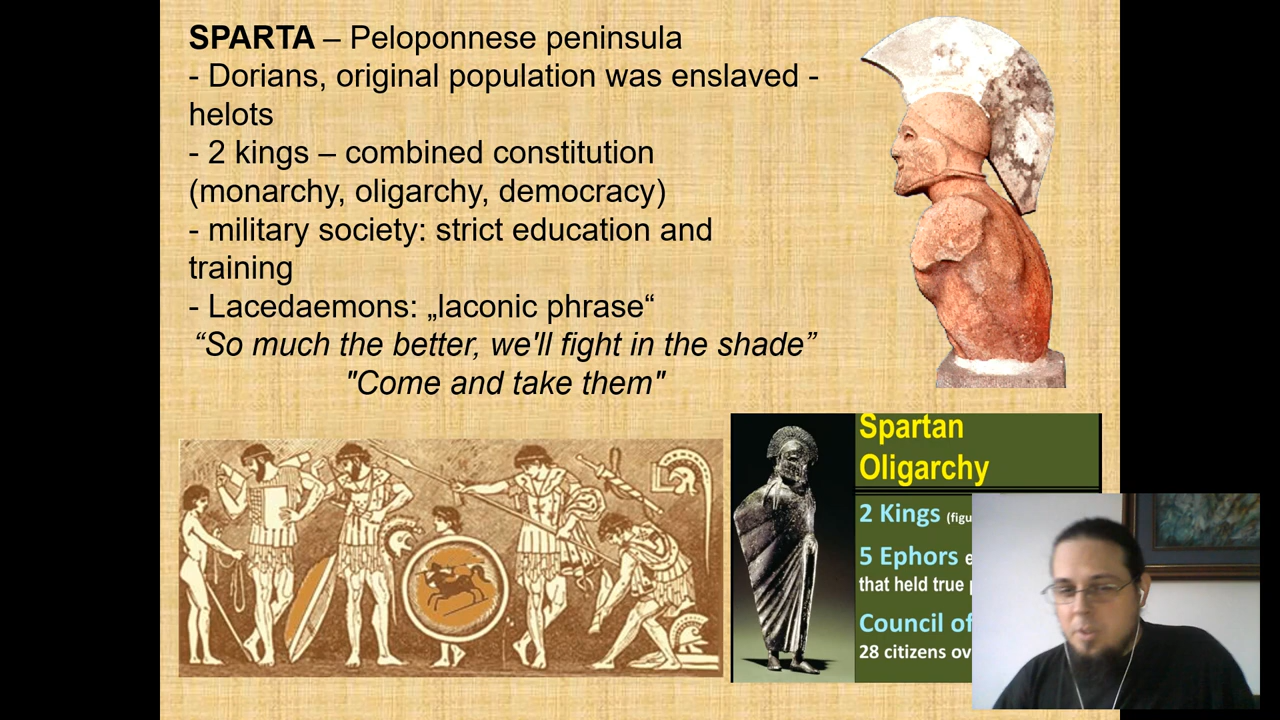 SPARTA – Peloponnese peninsula
- Dorians, original population was enslaved -
helots
- 2 kings – combined constitution
(monarchy, oligarchy, democracy)
- military society: strict education and
training
- Lacedaemons: „laconic phrase“
“So much the better, we'll fight in the shade”
"Come and take them"
Spartan
Oligarchy
2 Kings
5 Ephors
that held true
Council of
28 citizens